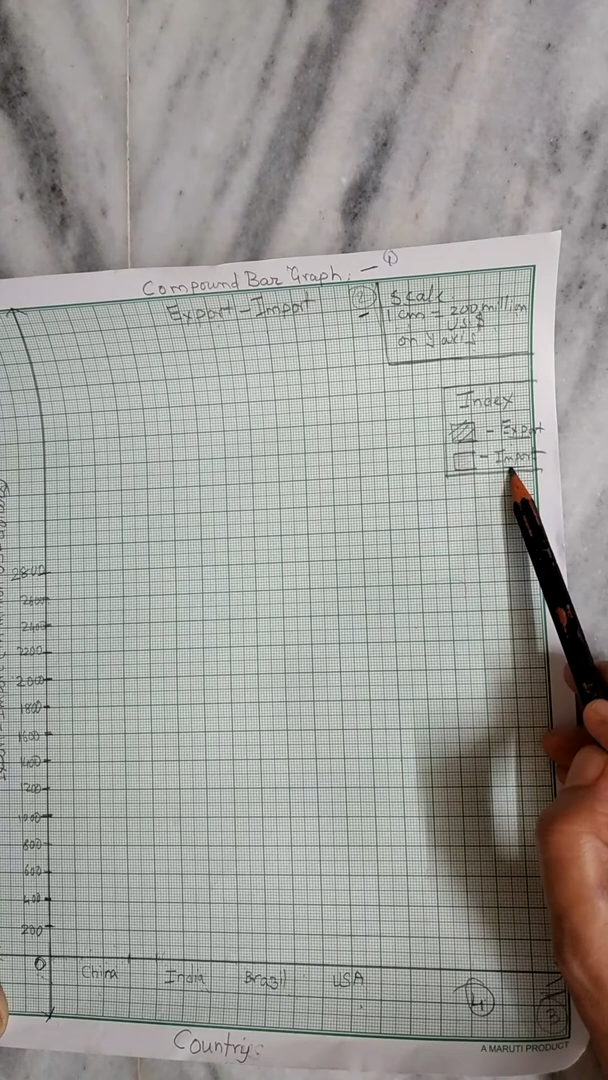 Compound Bar Graph. - ①
Export - Import
②
Scale.
1 cm = 200 million
US $
on y axis
Index
- Export
- Import
2800
2600
2400
2200
2000
1800
1600
1400
1200
1000
800
600
400
200
0
China India Brazil USA
4
3
Country:
A MARUTI PRODUCT